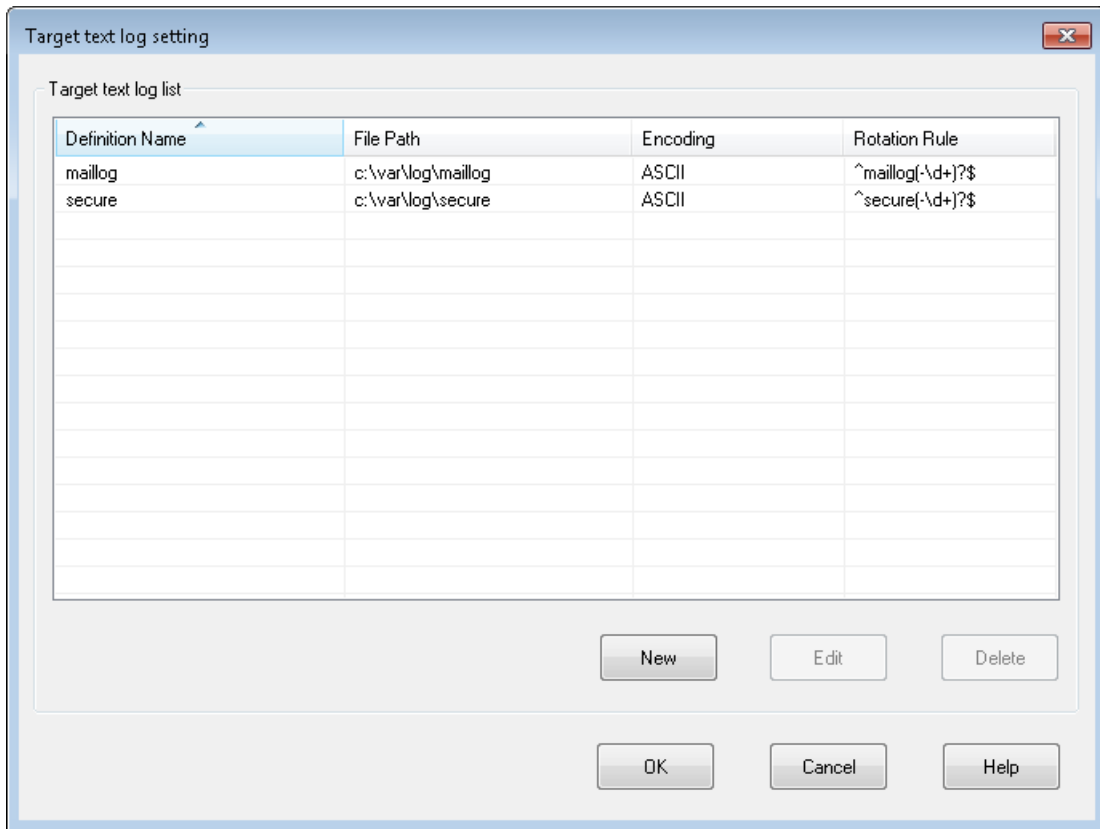 Target text log setting
Target text log list
Definition Name File Path Encoding Rotation Rule
maillog c:\var\log\maillog ASCII ^maillog(-\d+)?$
secure c:\var\log\secure ASCII ^secure(-\d+)?$
New Edit Delete
OK Cancel Help